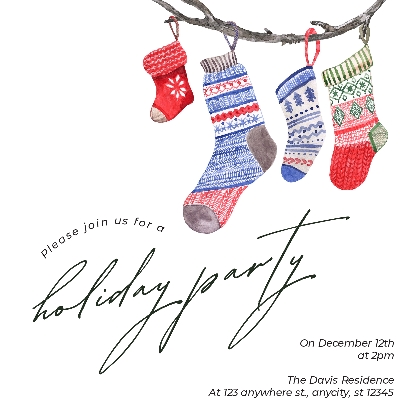 please join us for a
holiday party
On December 12th
at 2pm
The Davis Residence
At 123 anywhere st., anycity, st 12345